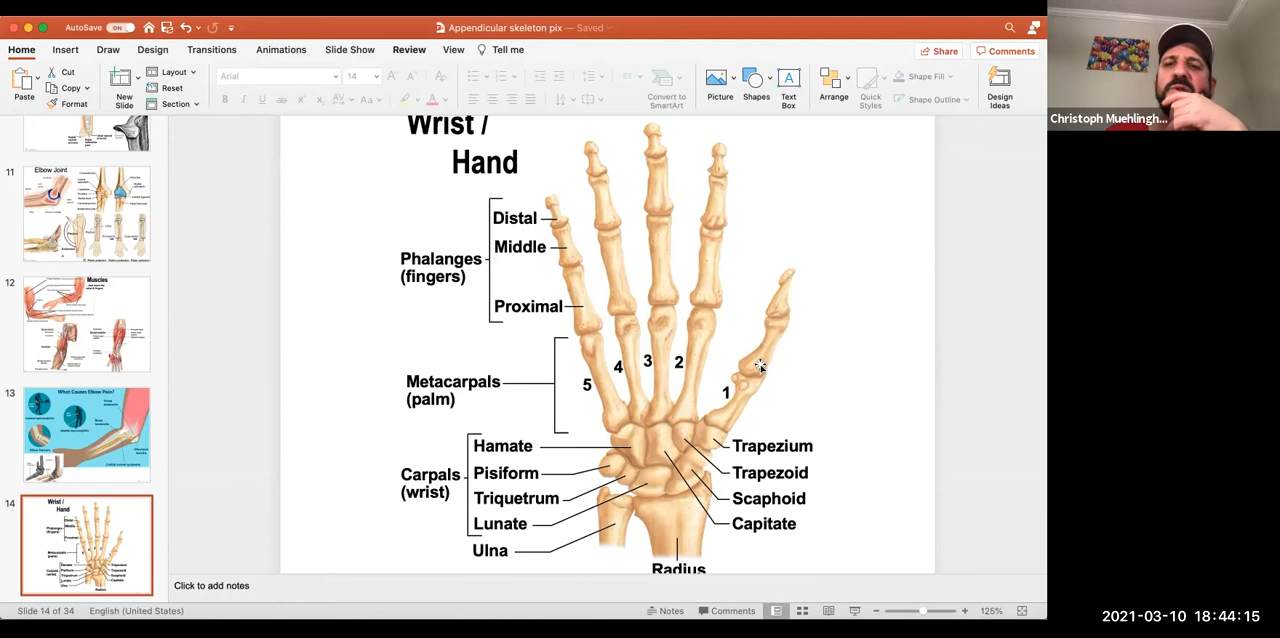 AutoSave ON
Appendicular skeleton pix — Saved
Home Insert Draw Design Transitions Animations Slide Show Review View Tell me
Share Comments
Paste
Cut
Copy
Format
New
Slide
Layout
Reset
Section
Arial 14
Convert to
SmartArt
Picture
Shapes
Text
Box
Arrange
Quick
Styles
Shape Fill
Shape Outline
Design
Ideas
11
Elbow Joint
12
Muscles
13
What Causes Elbow Pain?
14
Wrist /
Hand
Wrist /
Hand
Distal
Middle
Phalanges
(fingers)
Proximal
Metacarpals
(palm)
5 4 3 2 1
Hamate
Pisiform
Carpals
(wrist)
Triquetrum
Lunate
Ulna
Trapezium
Trapezoid
Scaphoid
Capitate
Radius
Click to add notes
Slide 14 of 34 English (United States)
Notes Comments 125%
Christoph Muehlingh...
2021-03-10 18:44:15